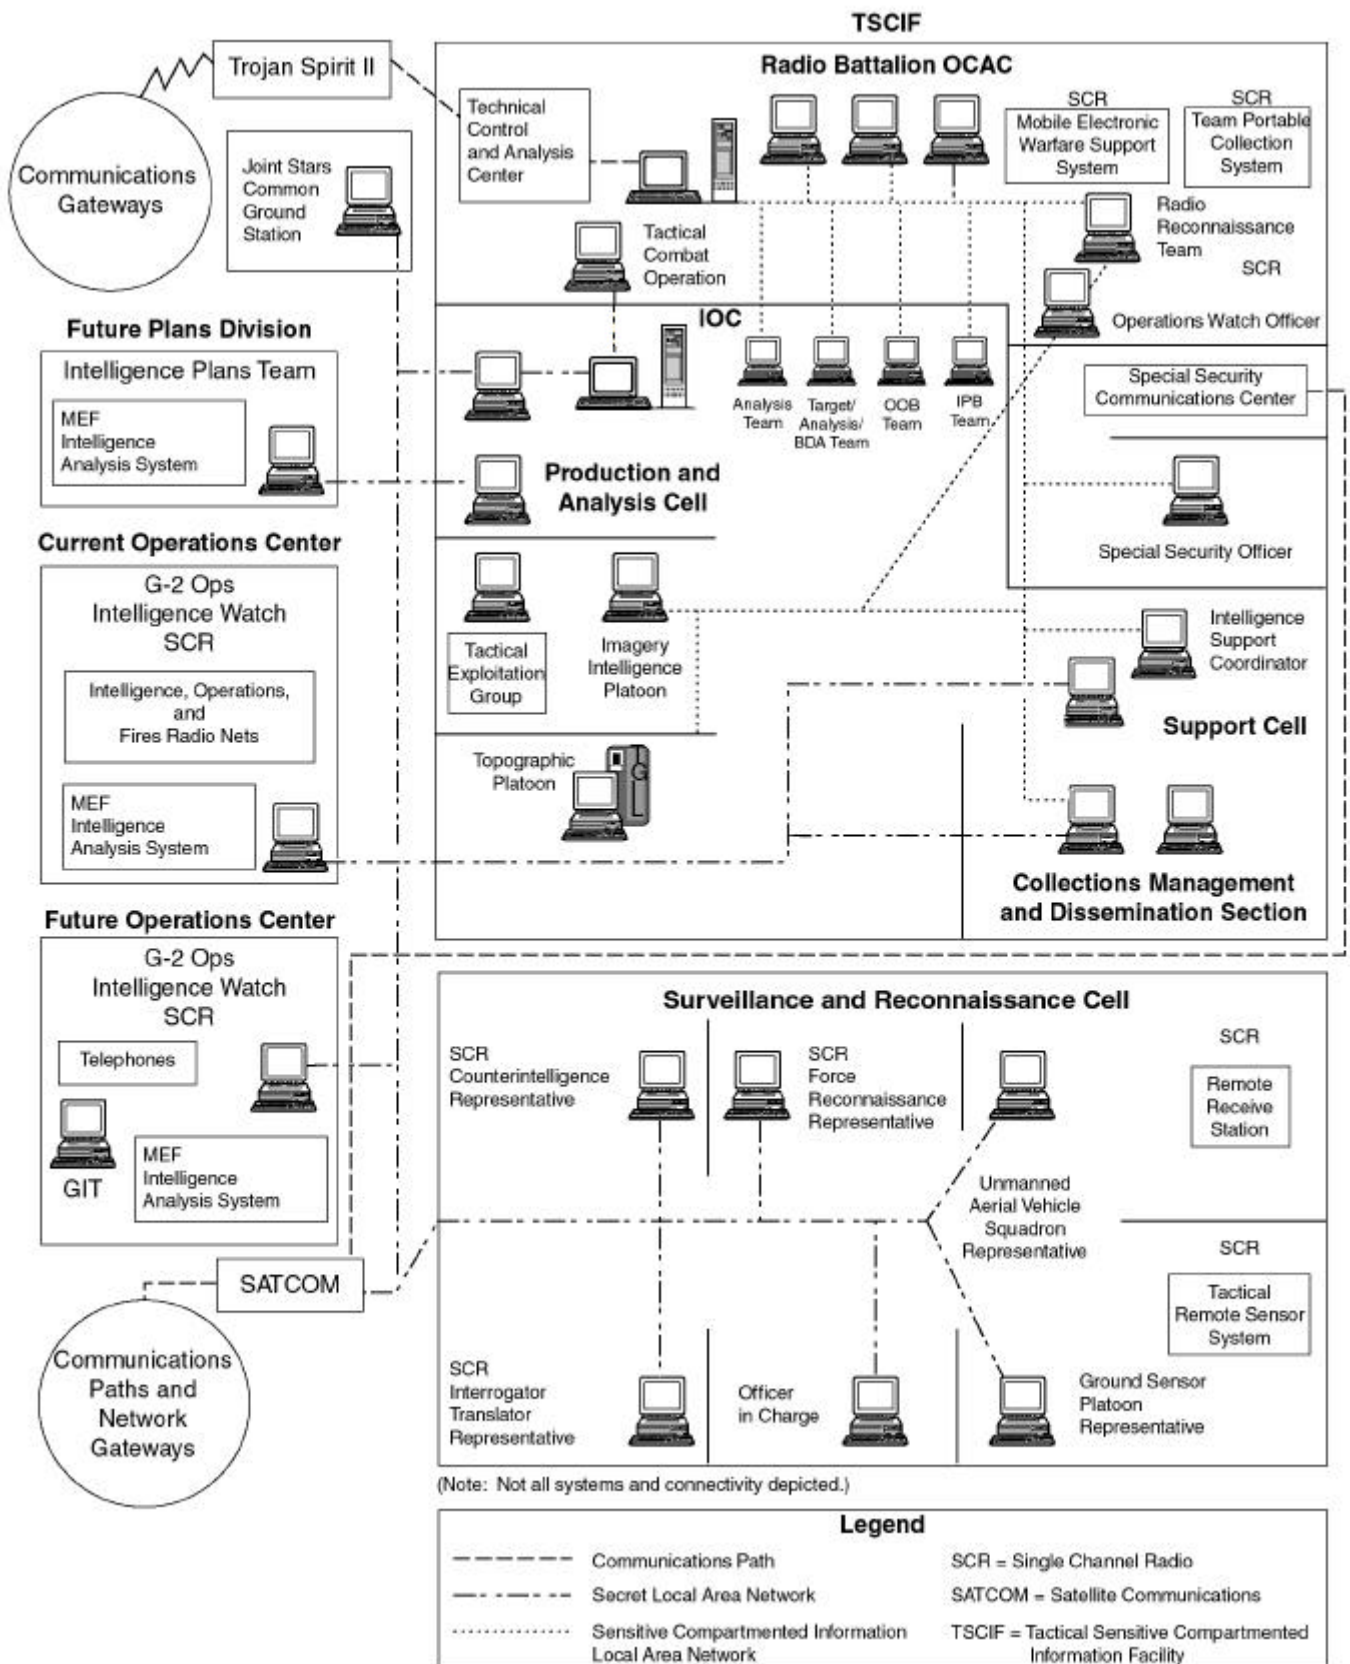 TSCIF
Trojan Spirit II
Radio Battalion OCAC
Communications
Gateways
Joint Stars
Common
Ground
Station
Technical
Control
and Analysis
Center
SCR
Mobile Electronic
Warfare Support
System
SCR
Team Portable
Collection
System
Tactical
Combat
Operation
Radio
Reconnaissance
Team
SCR
Operations Watch Officer
Future Plans Division
Intelligence Plans Team
MEF
Intelligence
Analysis System
IOC
Analysis
Team
Target/
Analysis/
BDA Team
OOB
Team
IPB
Team
Special Security
Communications Center
Production and
Analysis Cell
Special Security Officer
Current Operations Center
G-2 Ops
Intelligence Watch
SCR
Intelligence, Operations,
and
Fires Radio Nets
MEF
Intelligence
Analysis System
Tactical
Exploitation
Group
Imagery
Intelligence
Platoon
Intelligence
Support
Coordinator
Support Cell
Topographic
Platoon
Collections Management
and Dissemination Section
Future Operations Center
G-2 Ops
Intelligence Watch
SCR
Telephones
GIT
MEF
Intelligence
Analysis System
Surveillance and Reconnaissance Cell
SCR
Counterintelligence
Representative
SCR
Force
Reconnaissance
Representative
SCR
Remote
Receive
Station
Unmanned
Aerial Vehicle
Squadron
Representative
SCR
Tactical
Remote Sensor
System
SATCOM
Communications
Paths and
Network
Gateways
SCR
Interrogator
Translator
Representative
Officer
in Charge
Ground Sensor
Platoon
Representative
(Note: Not all systems and connectivity depicted.)
Legend
Communications Path
SCR = Single Channel Radio
Secret Local Area Network
SATCOM = Satellite Communications
Sensitive Compartmented Information
Local Area Network
TSCIF = Tactical Sensitive Compartmented
Information Facility